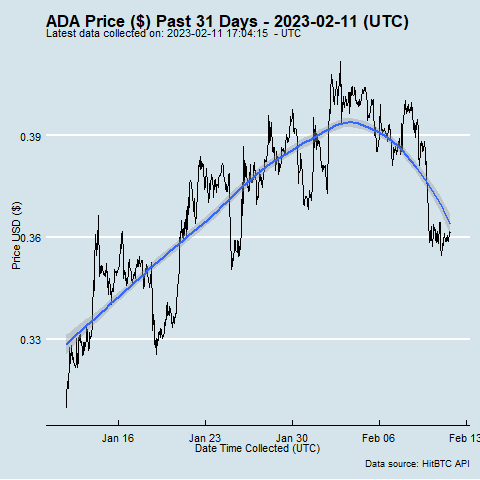 ADA Price ($) Past 31 Days - 2023-02-11 (UTC)
Latest data collected on: 2023-02-11 17:04:15 - UTC
Price USD ($)
0.39
0.36
0.33
Jan 16 Jan 23 Jan 30 Feb 06 Feb 13
Date Time Collected (UTC)
Data source: HitBTC API